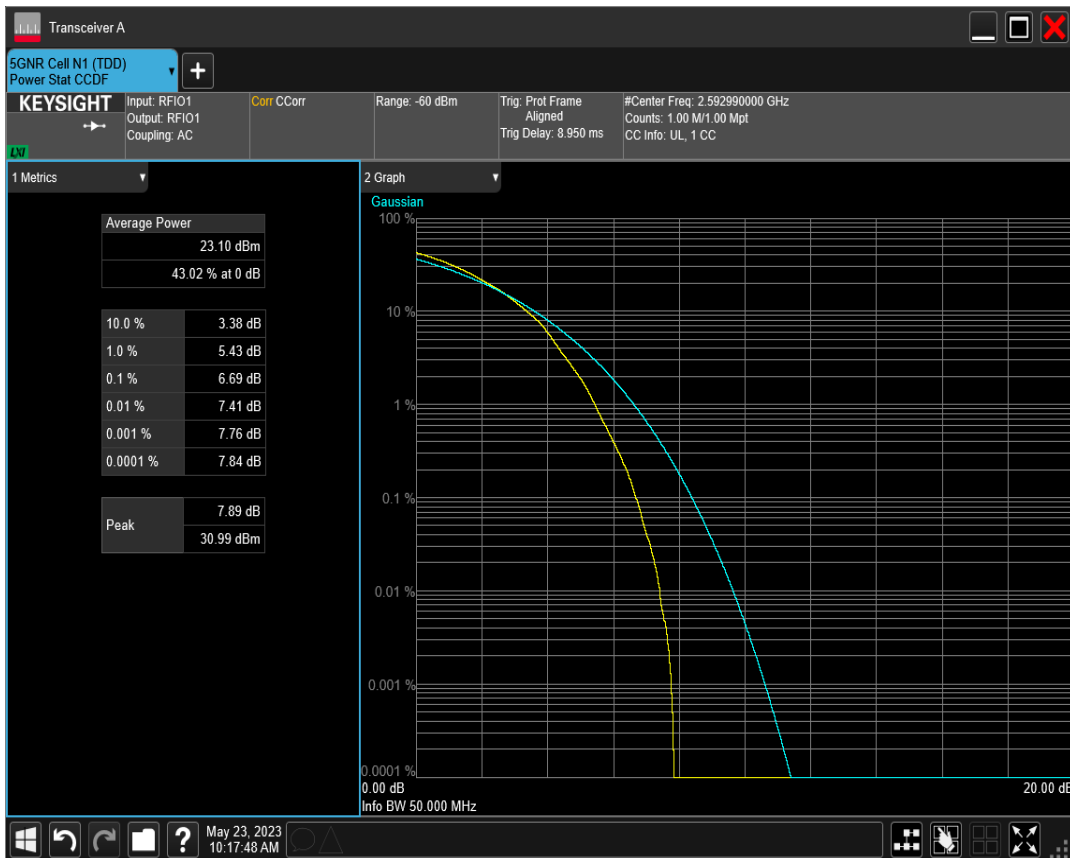 Transceiver A
5GNR Cell N1 (TDD)
Power Stat CCDF
+
KEYSIGHT
LXI
Input: RFIO1
Output: RFIO1
Coupling: AC
Corr CCorr
Range: -60 dBm
Trig: Prot Frame
Aligned
Trig Delay: 8.950 ms
#Center Freq: 2.592990000 GHz
Counts: 1.00 M/1.00 Mpt
CC Info: UL, 1 CC
1 Metrics
Average Power
23.10 dBm
43.02 % at 0 dB
10.0 % 3.38 dB
1.0 % 5.43 dB
0.1 % 6.69 dB
0.01 % 7.41 dB
0.001 % 7.76 dB
0.0001 % 7.84 dB
Peak
7.89 dB
30.99 dBm
2 Graph
Gaussian
100 %
10 %
1 %
0.1 %
0.01 %
0.001 %
0.0001 %
0.00 dB 20.00 dB
Info BW 50.000 MHz
?
May 23, 2023
10:17:48 AM